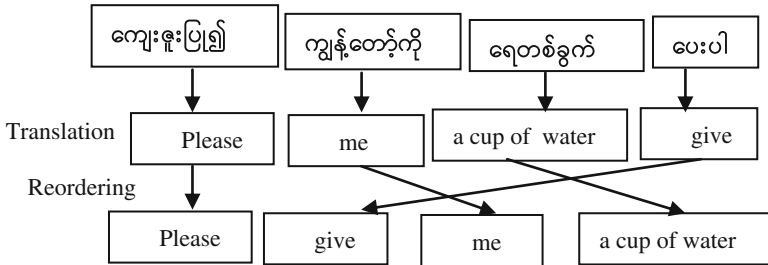 ကျေးဇူးပြု၍ ကျွန်တော့်ကို ရေတစ်ခွက် ပေးပါ
Translation Please me a cup of water give
Reordering
Please give me a cup of water